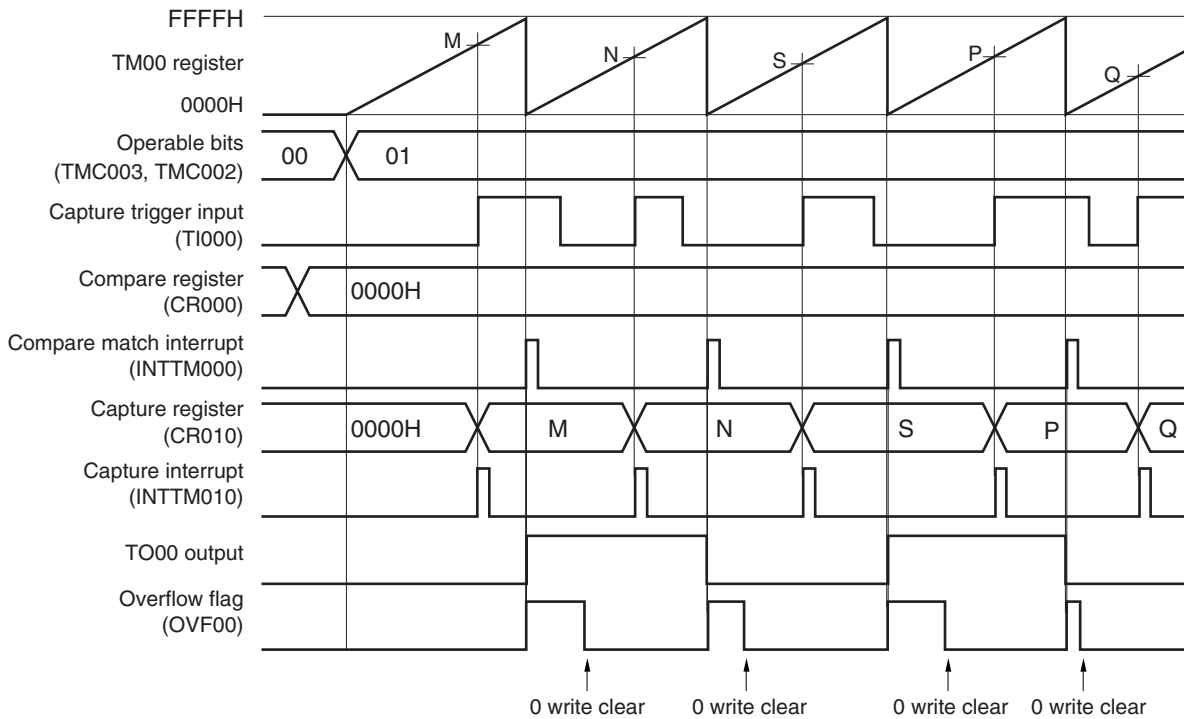 FFFFH
M N S P Q
TM00 register
0000H
Operable bits
(TMC003, TMC002)
00 01
Capture trigger input
(TI000)
Compare register
(CR000)
0000H
Compare match interrupt
(INTTM000)
Capture register
(CR010)
0000H M N S P Q
Capture interrupt
(INTTM010)
TO00 output
Overflow flag
(OVF00)
0 write clear 0 write clear 0 write clear 0 write clear